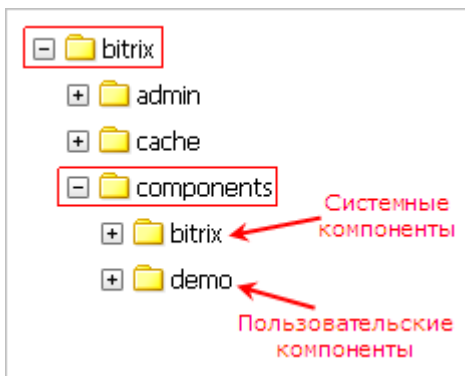 bitrix
admin
cache
components
Системные
компоненты
bitrix
demo
Пользовательские
компоненты